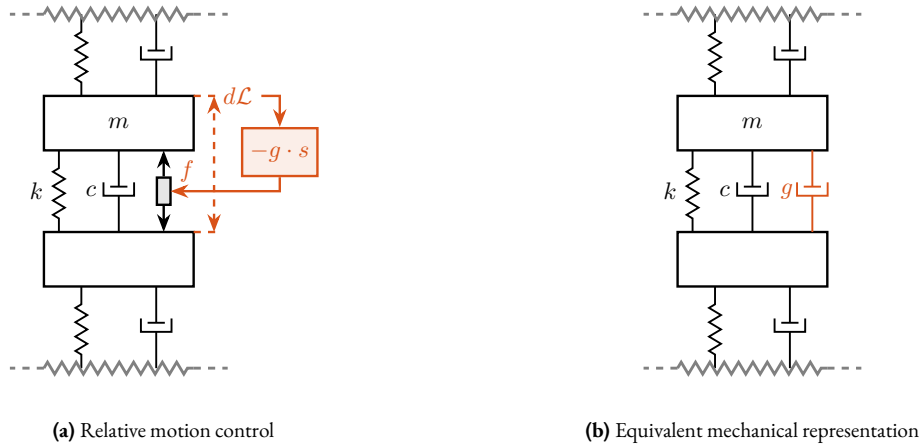 m
dℒ
−g · s
f
k
c
(a) Relative motion control
m
k
c
g
(b) Equivalent mechanical representation